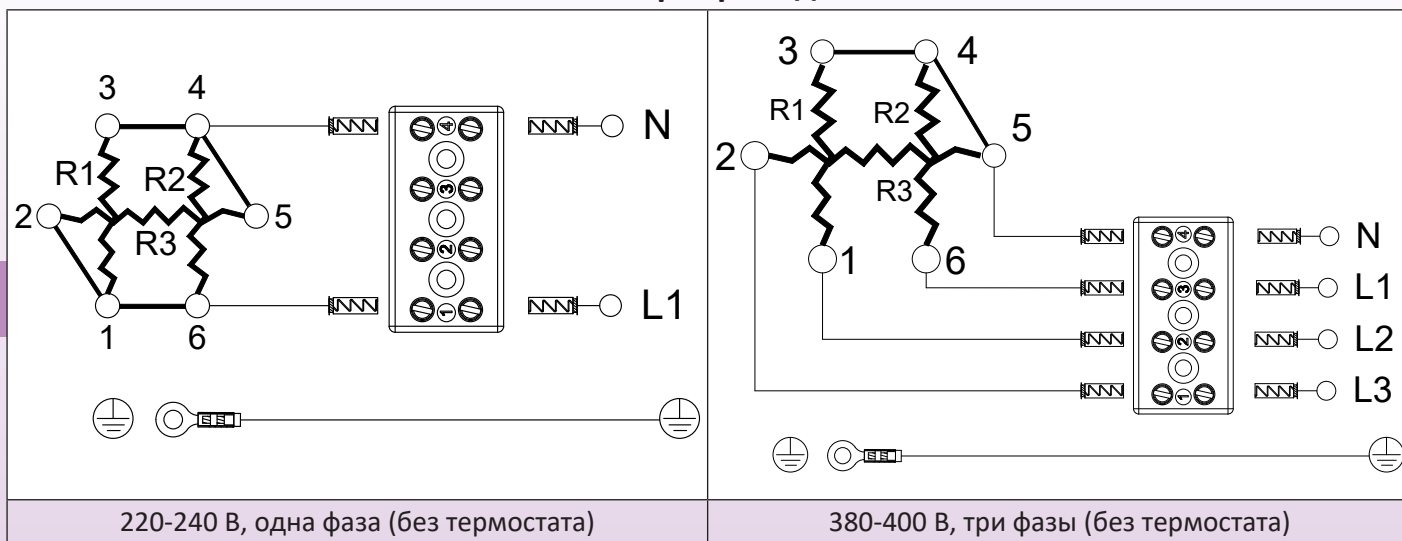 3 4
R1 R2
2 5
R3
1 6
4
3
2
1
N
L1
3 4
R1 R2
2 5
R3
1 6
4
3
2
1
N
L1
L2
L3
220-240 В, одна фаза (без термостата)
380-400 В, три фазы (без термостата)